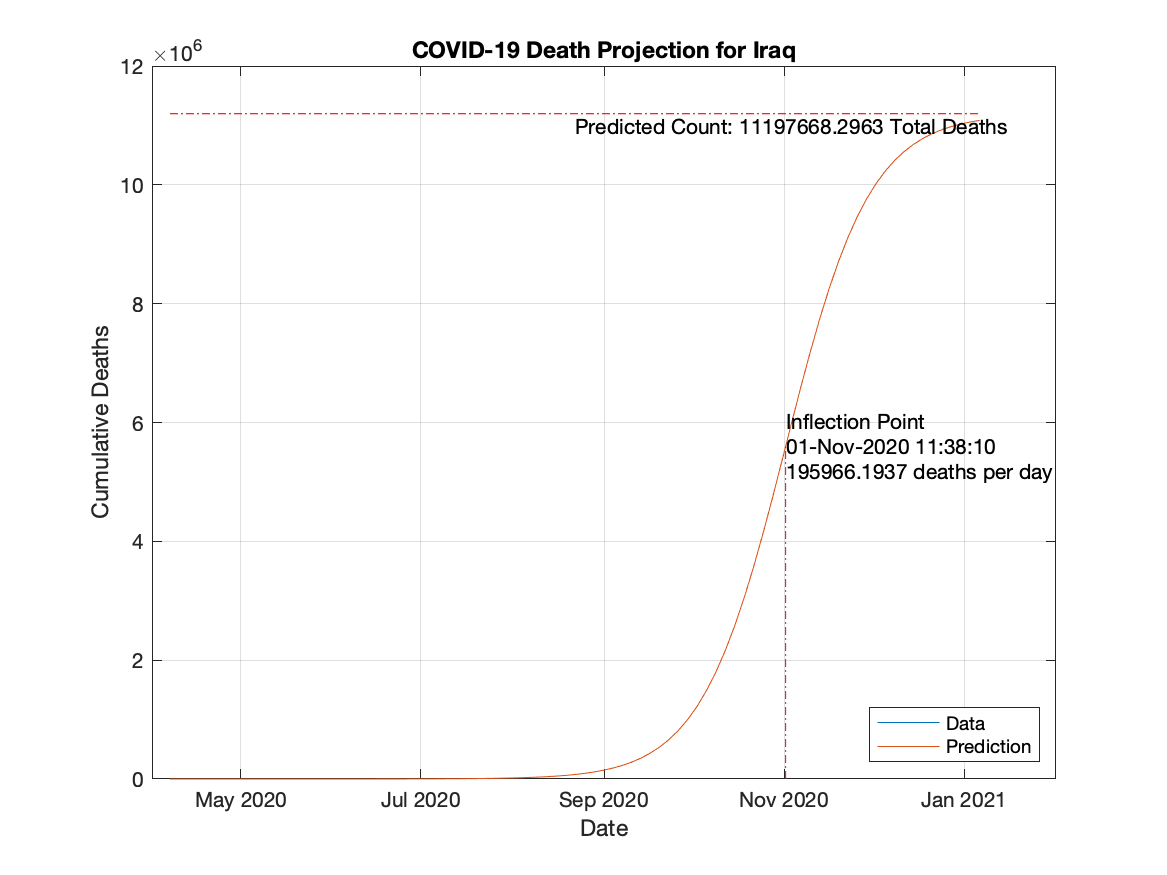 COVID-19 Death Projection for Iraq
×10⁶
12
10
8
6
4
2
0
Cumulative Deaths
Predicted Count: 11197668.2963 Total Deaths
Inflection Point
01-Nov-2020 11:38:10
195966.1937 deaths per day
Data
Prediction
May 2020 Jul 2020 Sep 2020 Nov 2020 Jan 2021
Date